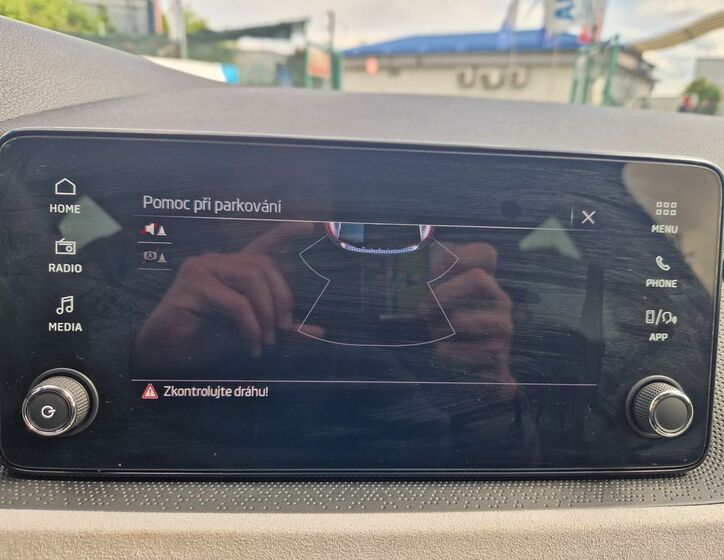 Pomoc při parkování
HOME
RADIO
MEDIA
MENU
PHONE
APP
Zkontrolujte dráhu!